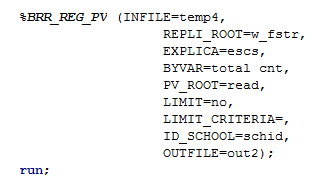 %BRR_REG_PV (INFILE=temp4,
REPLI_ROOT=w_fstr,
EXPLICA=escs,
BYVAR=total cnt,
PV_ROOT=read,
LIMIT=no,
LIMIT_CRITERIA=,
ID_SCHOOL=schid,
OUTFILE=out2);
run;